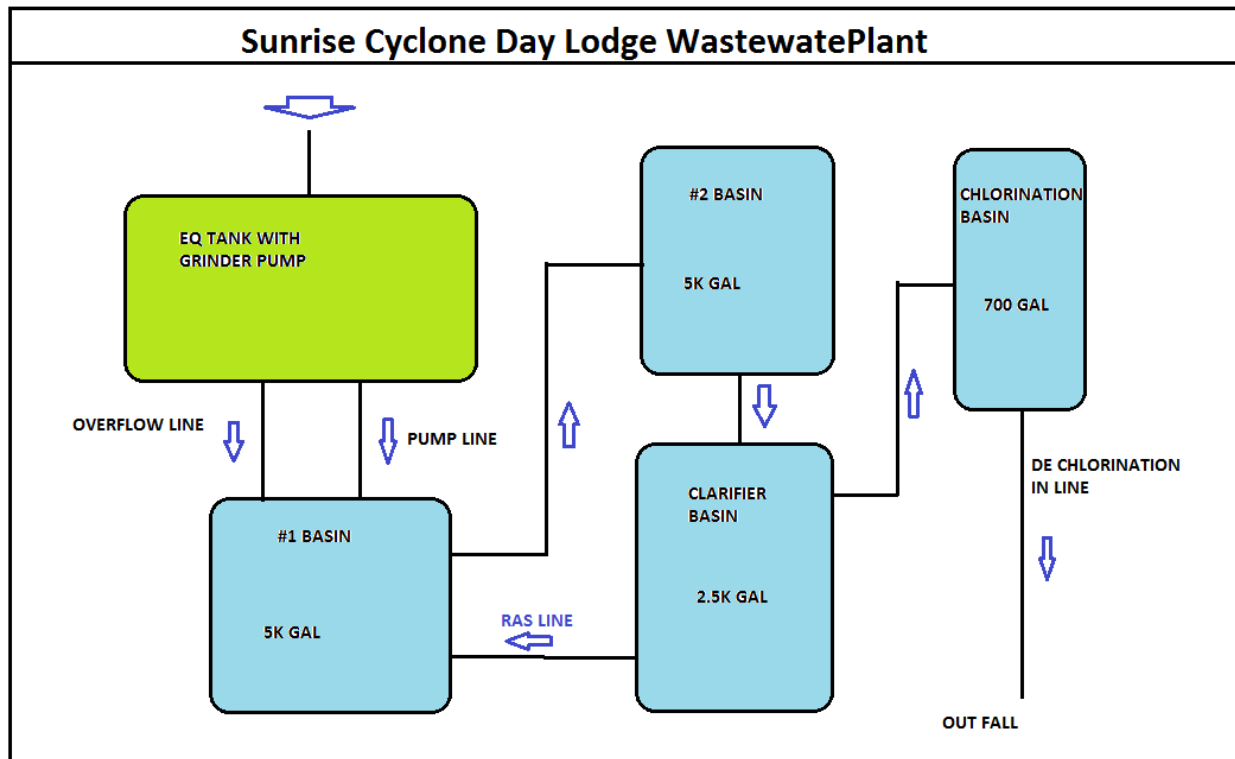 Sunrise Cyclone Day Lodge WastewatePlant
EQ TANK WITH
GRINDER PUMP
OVERFLOW LINE
PUMP LINE
#1 BASIN
5K GAL
#2 BASIN
5K GAL
CLARIFIER
BASIN
2.5K GAL
RAS LINE
CHLORINATION
BASIN
700 GAL
DE CHLORINATION
IN LINE
OUT FALL